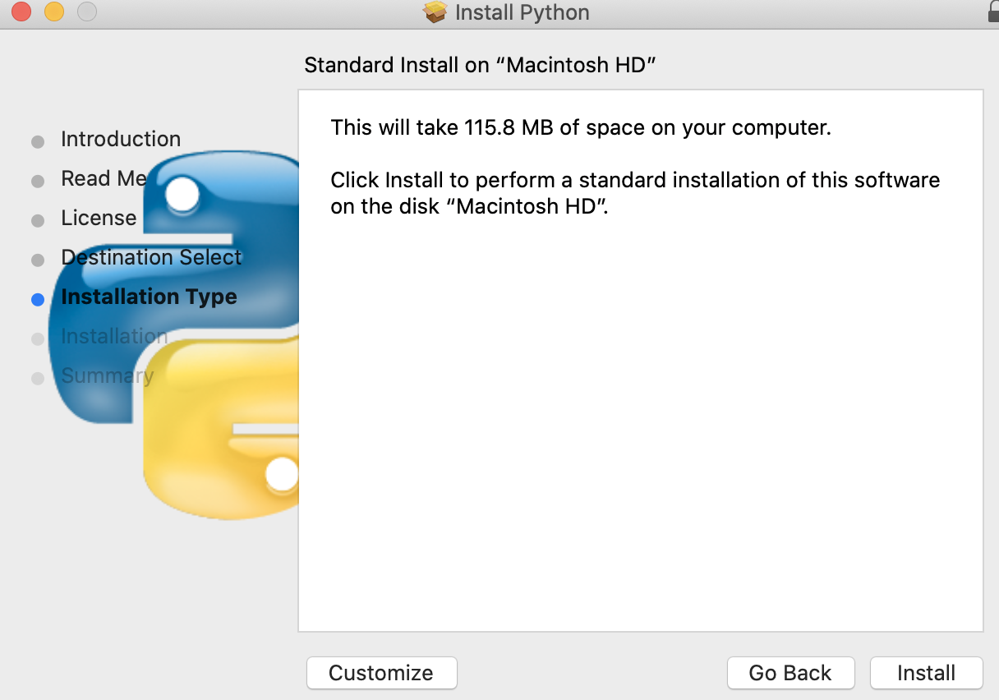 Install Python
Standard Install on “Macintosh HD”
Introduction
Read Me
License
Destination Select
Installation Type
Installation
Summary
This will take 115.8 MB of space on your computer.
Click Install to perform a standard installation of this software
on the disk “Macintosh HD”.
Customize
Go Back
Install